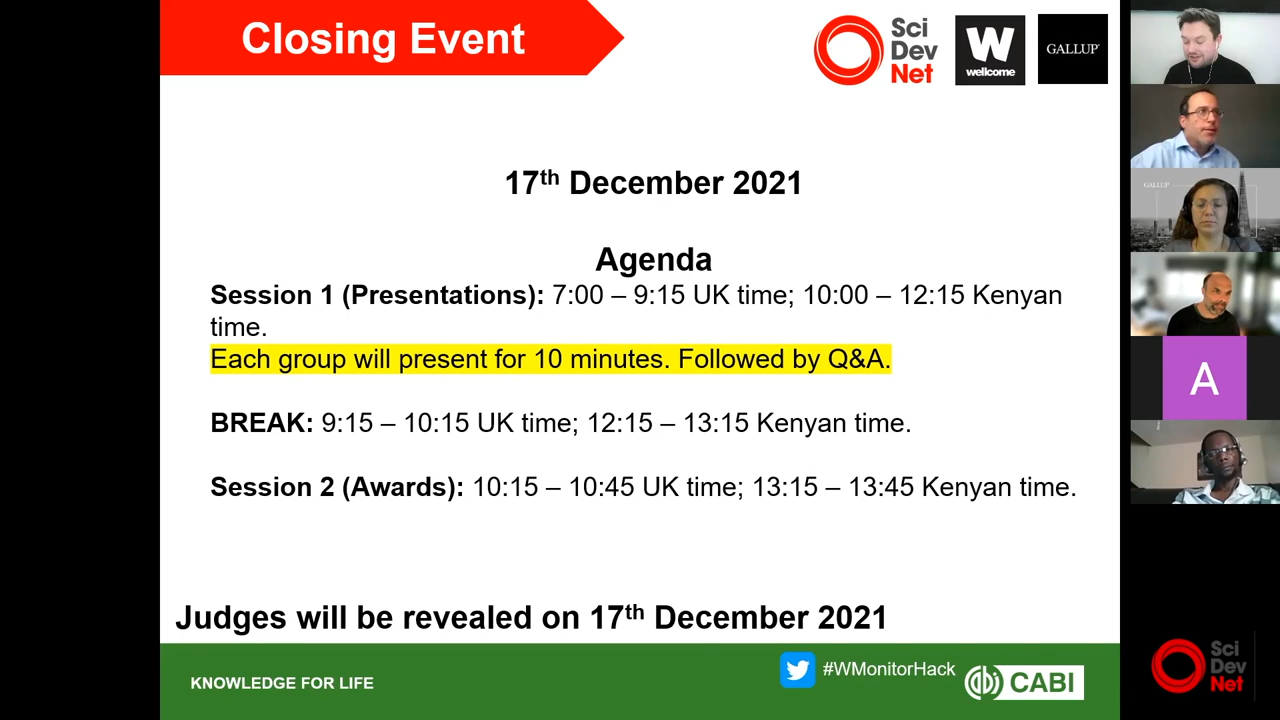 Closing Event
Sci
Dev
Net
W
wellcome
GALLUP
17th December 2021
Agenda
Session 1 (Presentations): 7:00 – 9:15 UK time; 10:00 – 12:15 Kenyan
time.
Each group will present for 10 minutes. Followed by Q&A.
BREAK: 9:15 – 10:15 UK time; 12:15 – 13:15 Kenyan time.
Session 2 (Awards): 10:15 – 10:45 UK time; 13:15 – 13:45 Kenyan time.
Judges will be revealed on 17th December 2021
KNOWLEDGE FOR LIFE
#WMonitorHack
CABI
GALLUP
A
Sci
Dev
Net